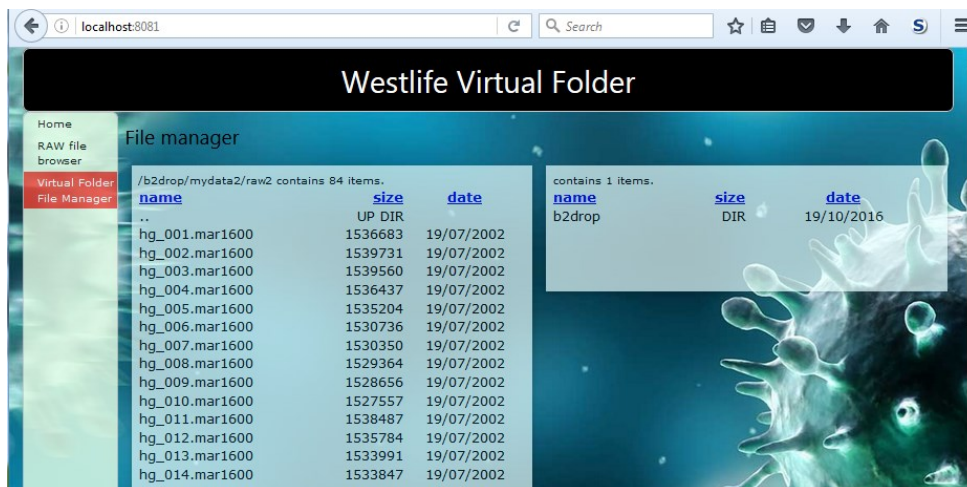 localhost:8081
Search
S
Westlife Virtual Folder
Home
RAW file
browser
Virtual Folder
File Manager
File manager
/b2drop/mydata2/raw2 contains 84 items.
name size date
.. UP DIR
hg_001.mar1600 1536683 19/07/2002
hg_002.mar1600 1539731 19/07/2002
hg_003.mar1600 1539560 19/07/2002
hg_004.mar1600 1536437 19/07/2002
hg_005.mar1600 1535204 19/07/2002
hg_006.mar1600 1530736 19/07/2002
hg_007.mar1600 1530350 19/07/2002
hg_008.mar1600 1529364 19/07/2002
hg_009.mar1600 1528656 19/07/2002
hg_010.mar1600 1527557 19/07/2002
hg_011.mar1600 1538487 19/07/2002
hg_012.mar1600 1535784 19/07/2002
hg_013.mar1600 1533991 19/07/2002
hg_014.mar1600 1533847 19/07/2002
contains 1 items.
name size date
b2drop DIR 19/10/2016